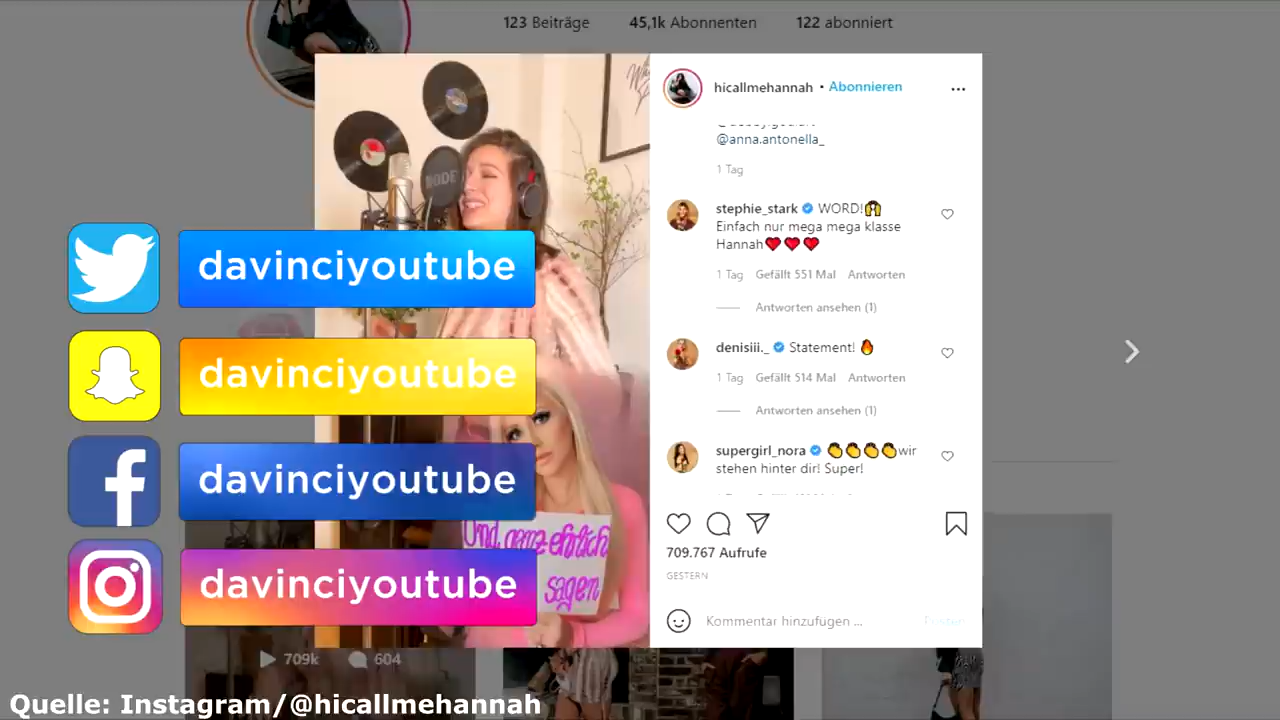 123 Beiträge 45,1k Abonnenten 122 abonniert
hicallmehannah • Abonnieren
@anna.antonella_
1 Tag
stephie_stark WORD!
Einfach nur mega mega klasse
Hannah
1 Tag Gefällt 551 Mal Antworten
Antworten ansehen (1)
denisiii._ Statement!
1 Tag Gefällt 514 Mal Antworten
Antworten ansehen (1)
supergirl_nora wir
stehen hinter dir! Super!
709.767 Aufrufe
GESTERN
Kommentar hinzufügen ...
Posten
RODE
davinciyoutube
davinciyoutube
davinciyoutube
davinciyoutube
Und ganz ehrlich
sagen
709k 604
Quelle: Instagram/@hicallmehannah